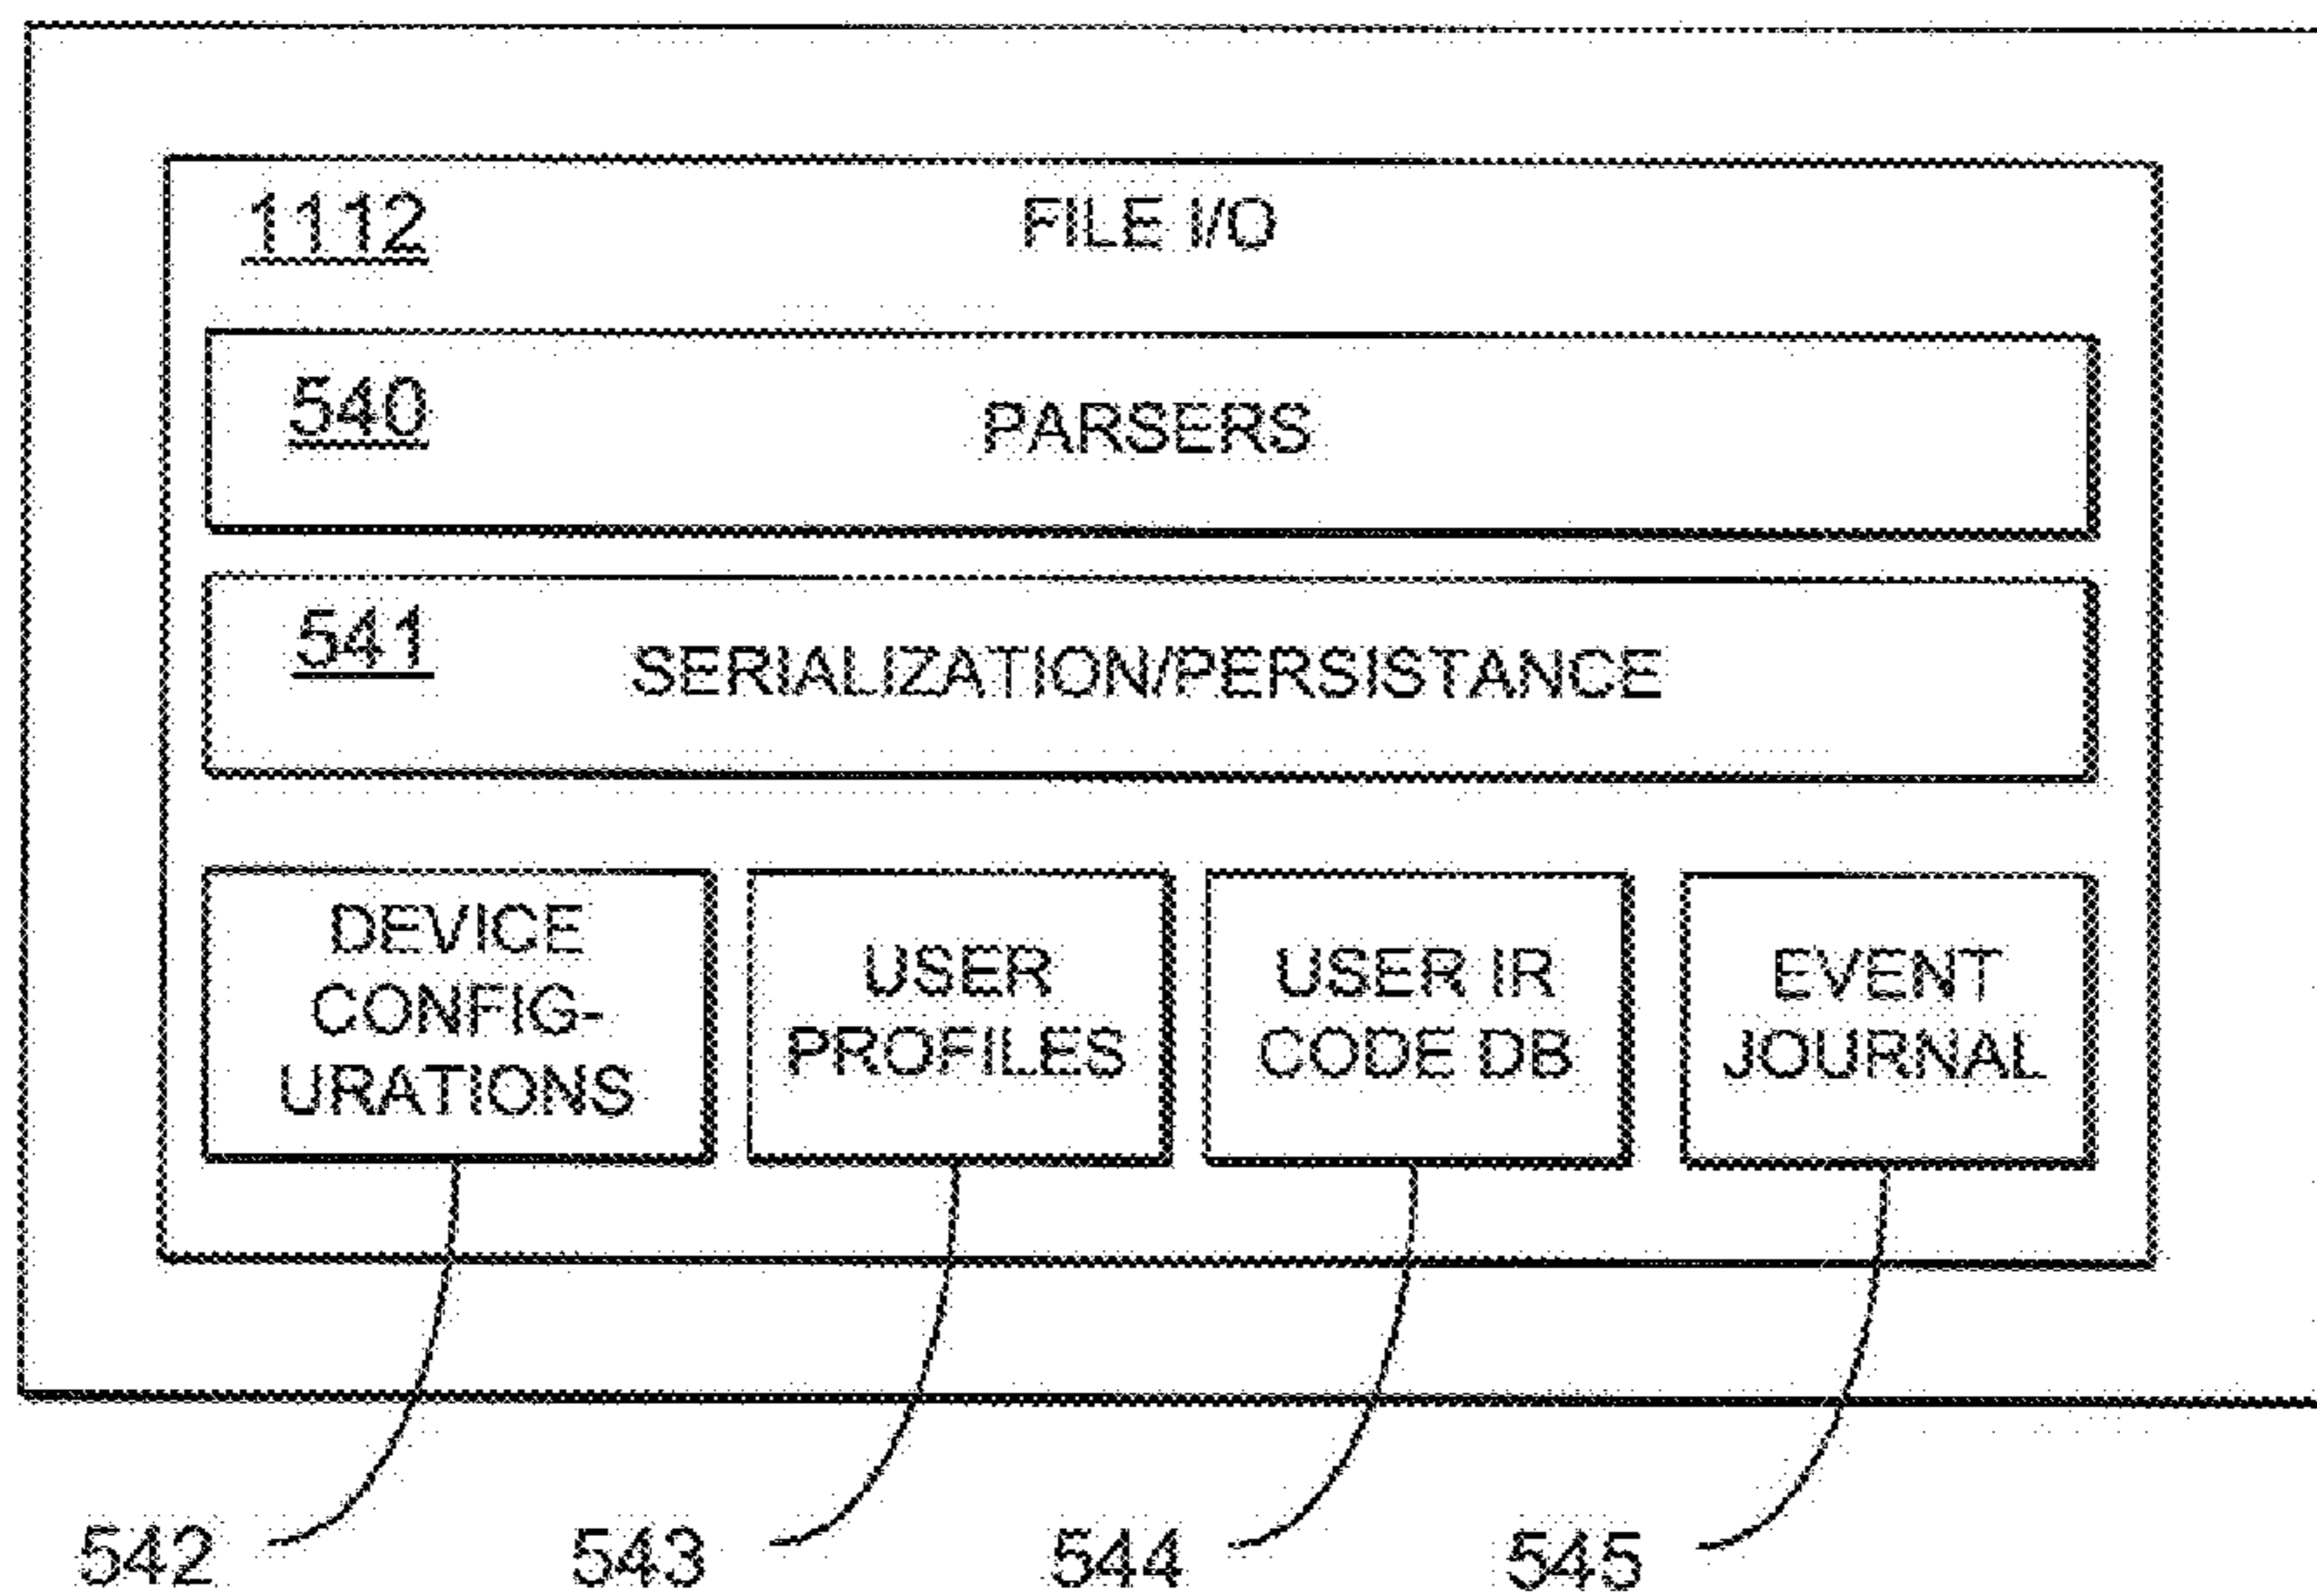 1112 FILE I/O
540 PARSERS
541 SERIALIZATION/PERSISTANCE
DEVICE
CONFIG-
URATIONS
USER
PROFILES
USER IR
CODE DB
EVENT
JOURNAL
542 543 544 545